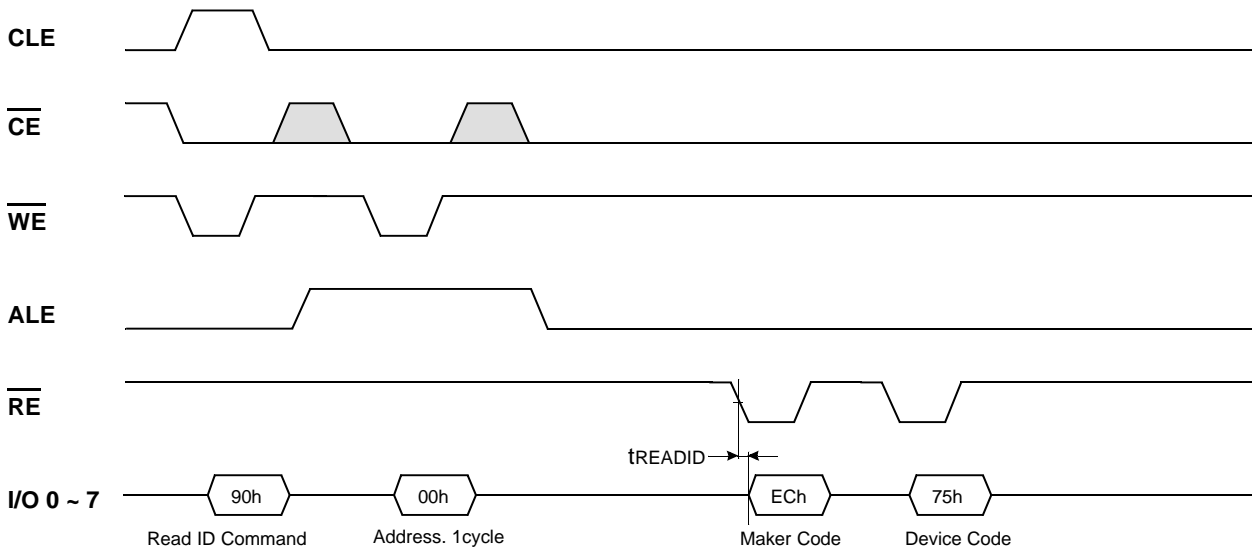 CLE
CE
WE
ALE
RE
tREADID
I/O 0 ~ 7
90h
00h
ECh
75h
Read ID Command
Address. 1cycle
Maker Code
Device Code